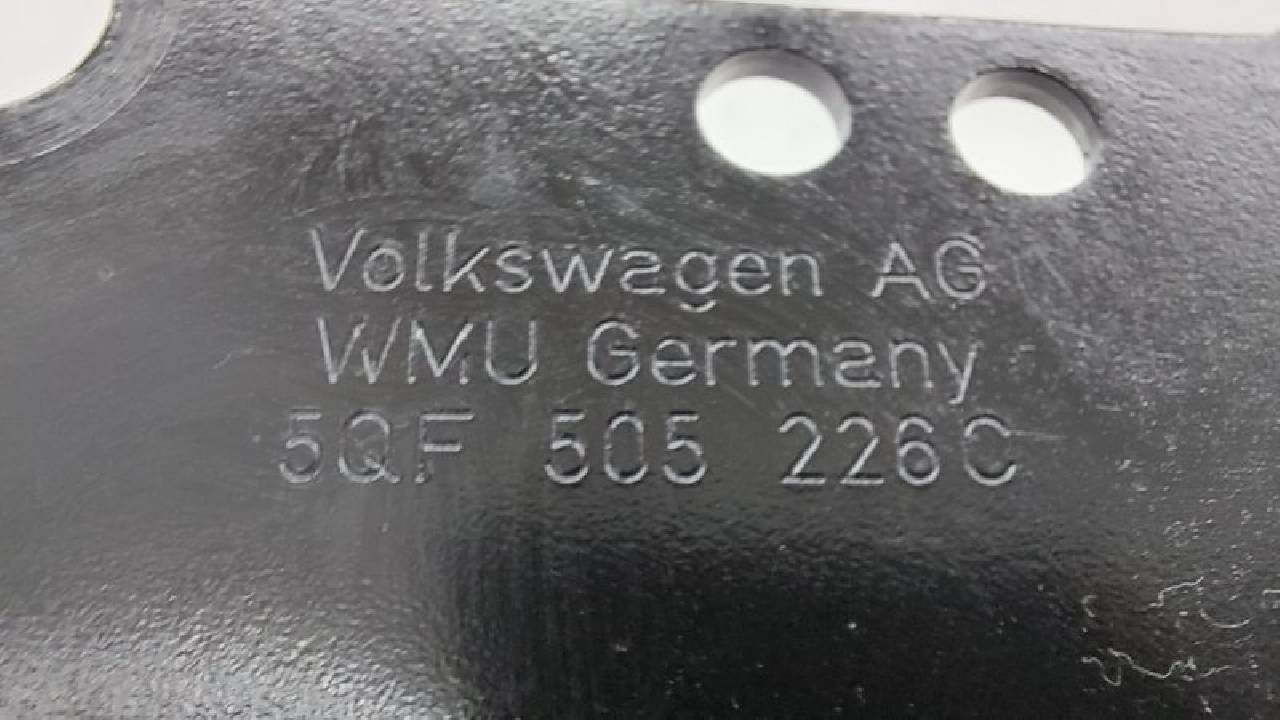 Volkswagen AG
WMU Germany
5QF 505 226C